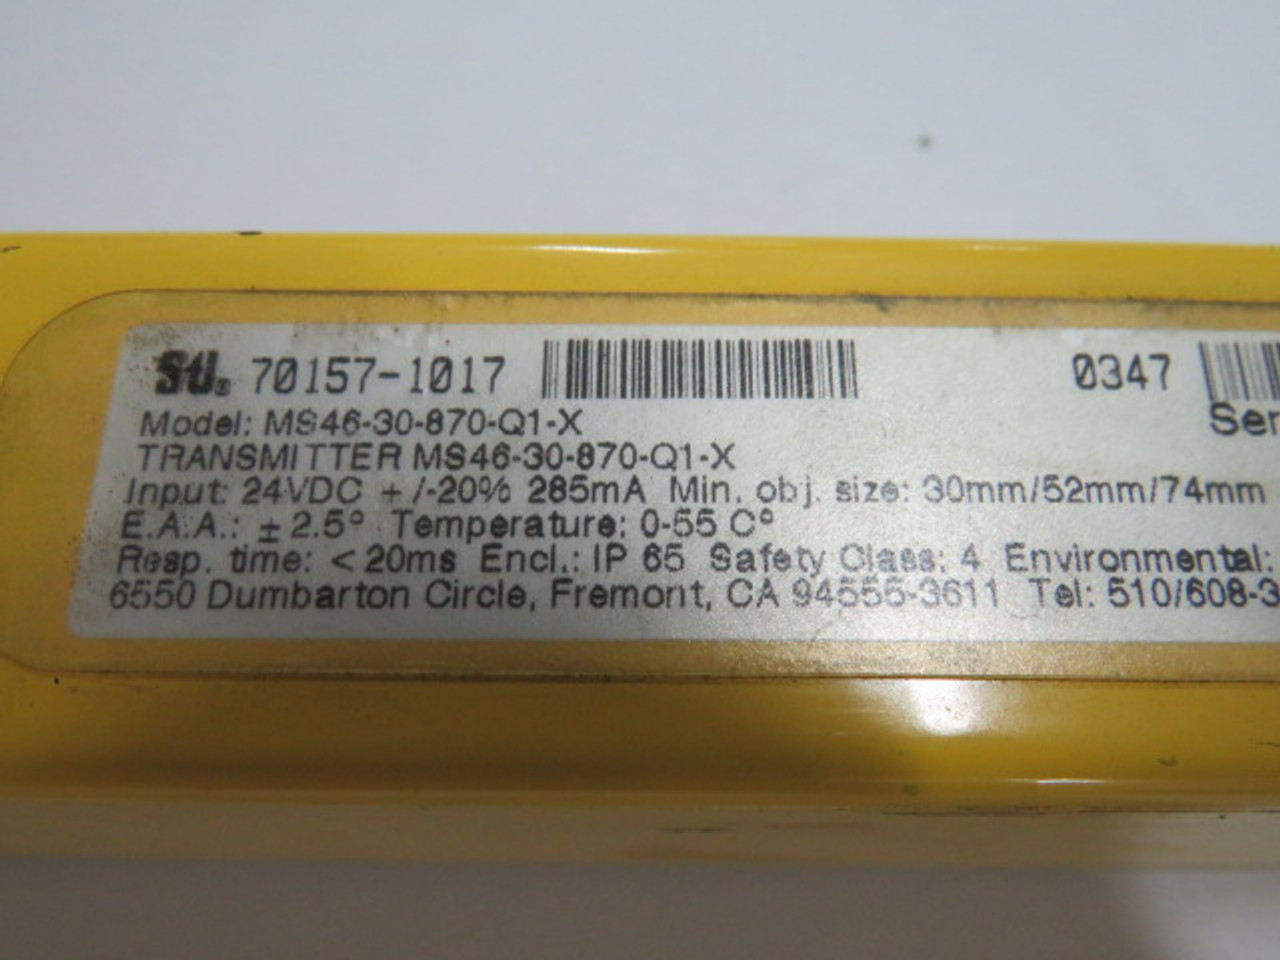 STI® 70157-1017 0347
Ser
Model: MS46-30-870-Q1-X
TRANSMITTER MS46-30-870-Q1-X
Input: 24VDC +/-20% 285mA Min. obj. size: 30mm/52mm/74mm
E.A.A.: ± 2.5° Temperature: 0-55 C°
Resp. time: < 20ms Encl.: IP 65 Safety Class: 4 Environmental:
6550 Dumbarton Circle, Fremont, CA 94555-3611 Tel: 510/608-3